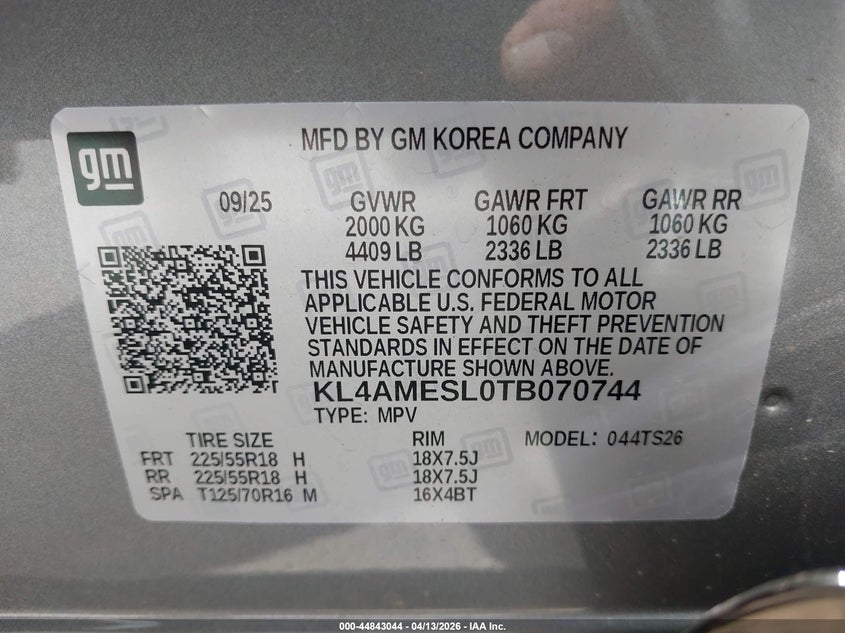 gm
MFD BY GM KOREA COMPANY
09/25 GVWR GAWR FRT GAWR RR
2000 KG 1060 KG 1060 KG
4409 LB 2336 LB 2336 LB
THIS VEHICLE CONFORMS TO ALL
APPLICABLE U.S. FEDERAL MOTOR
VEHICLE SAFETY AND THEFT PREVENTION
STANDARDS IN EFFECT ON THE DATE OF
MANUFACTURE SHOWN ABOVE.
KL4AMESL0TB070744
TYPE: MPV
TIRE SIZE RIM MODEL: 044TS26
FRT 225/55R18 H 18X7.5J
RR 225/55R18 H 18X7.5J
SPA T125/70R16 M 16X4BT
000-44843044 - 04/13/2026 - IAA Inc.